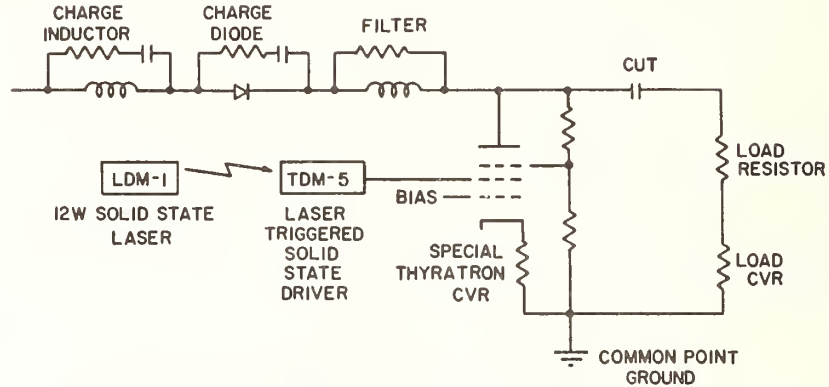 CHARGE
INDUCTOR
CHARGE
DIODE
FILTER
CUT
LDM-1
TDM-5
BIAS
LOAD
RESISTOR
12W SOLID STATE
LASER
LASER
TRIGGERED
SOLID
STATE
DRIVER
SPECIAL
THYRATRON
CVR
LOAD
CVR
COMMON POINT
GROUND